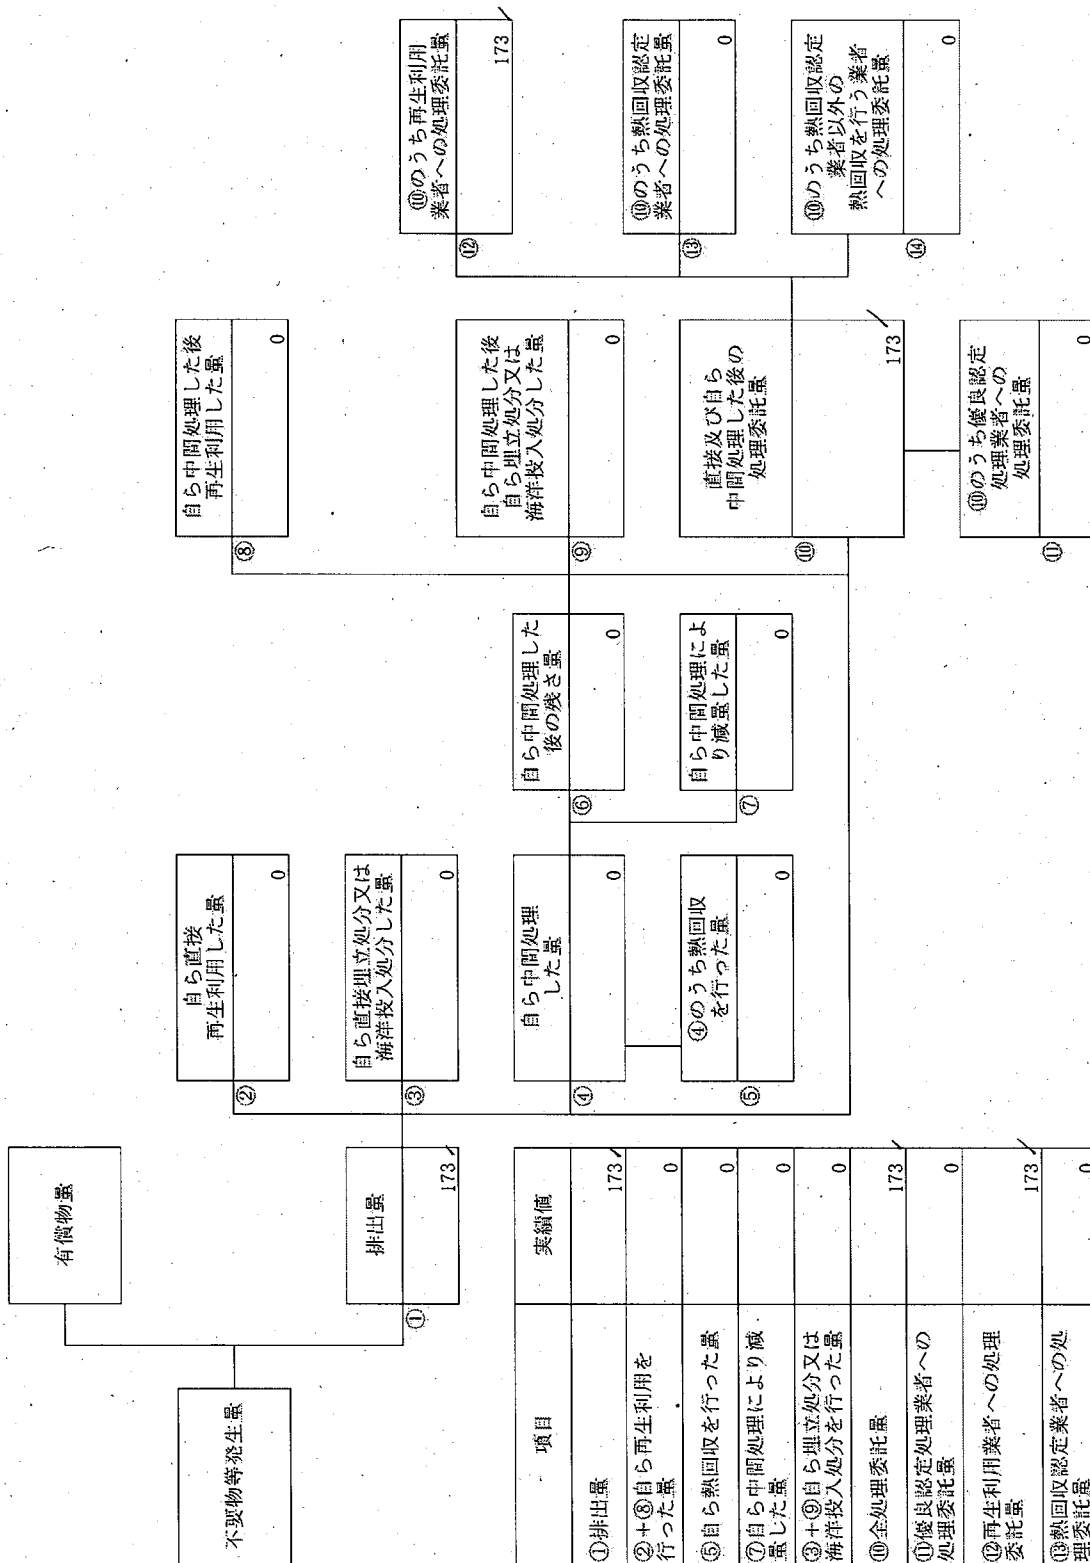 不要物等発生量
有償物量
排出量
①
173
自ら直接
再生利用した量
②
0
自ら直接埋立処分又は
海洋投入処分した量
③
0
自ら中間処理
した量
④
0
④のうち熱回収
を行った量
⑤
0
自ら中間処理した
後の残さ量
⑥
0
自ら中間処理によ
り減量した量
⑦
0
自ら中間処理した後
再生利用した量
⑧
0
自ら中間処理した後
自ら埋立処分又は
海洋投入処分した量
⑨
0
直接及び自ら
中間処理した後の
処理委託量
⑩
173
⑩のうち優良認定
処理業者への
処理委託量
⑪
0
⑩のうち再生利用
業者への処理委託量
⑫
173
⑩のうち熱回収認定
業者への処理委託量
⑬
0
⑩のうち熱回収認定
業者以外の
熱回収を行う業者
への処理委託量
⑭
0
項目
実績値
①排出量
173
②+⑧自ら再生利用を
行った量
0
⑤自ら熱回収を行った量
0
⑦自ら中間処理により減
量した量
0
③+⑨自ら埋立処分又は
海洋投入処分を行った量
0
⑩全処理委託量
173
⑪優良認定処理業者への
処理委託量
0
⑫再生利用業者への処理
委託量
173
⑬熱回収認定業者への処
理委託量
0